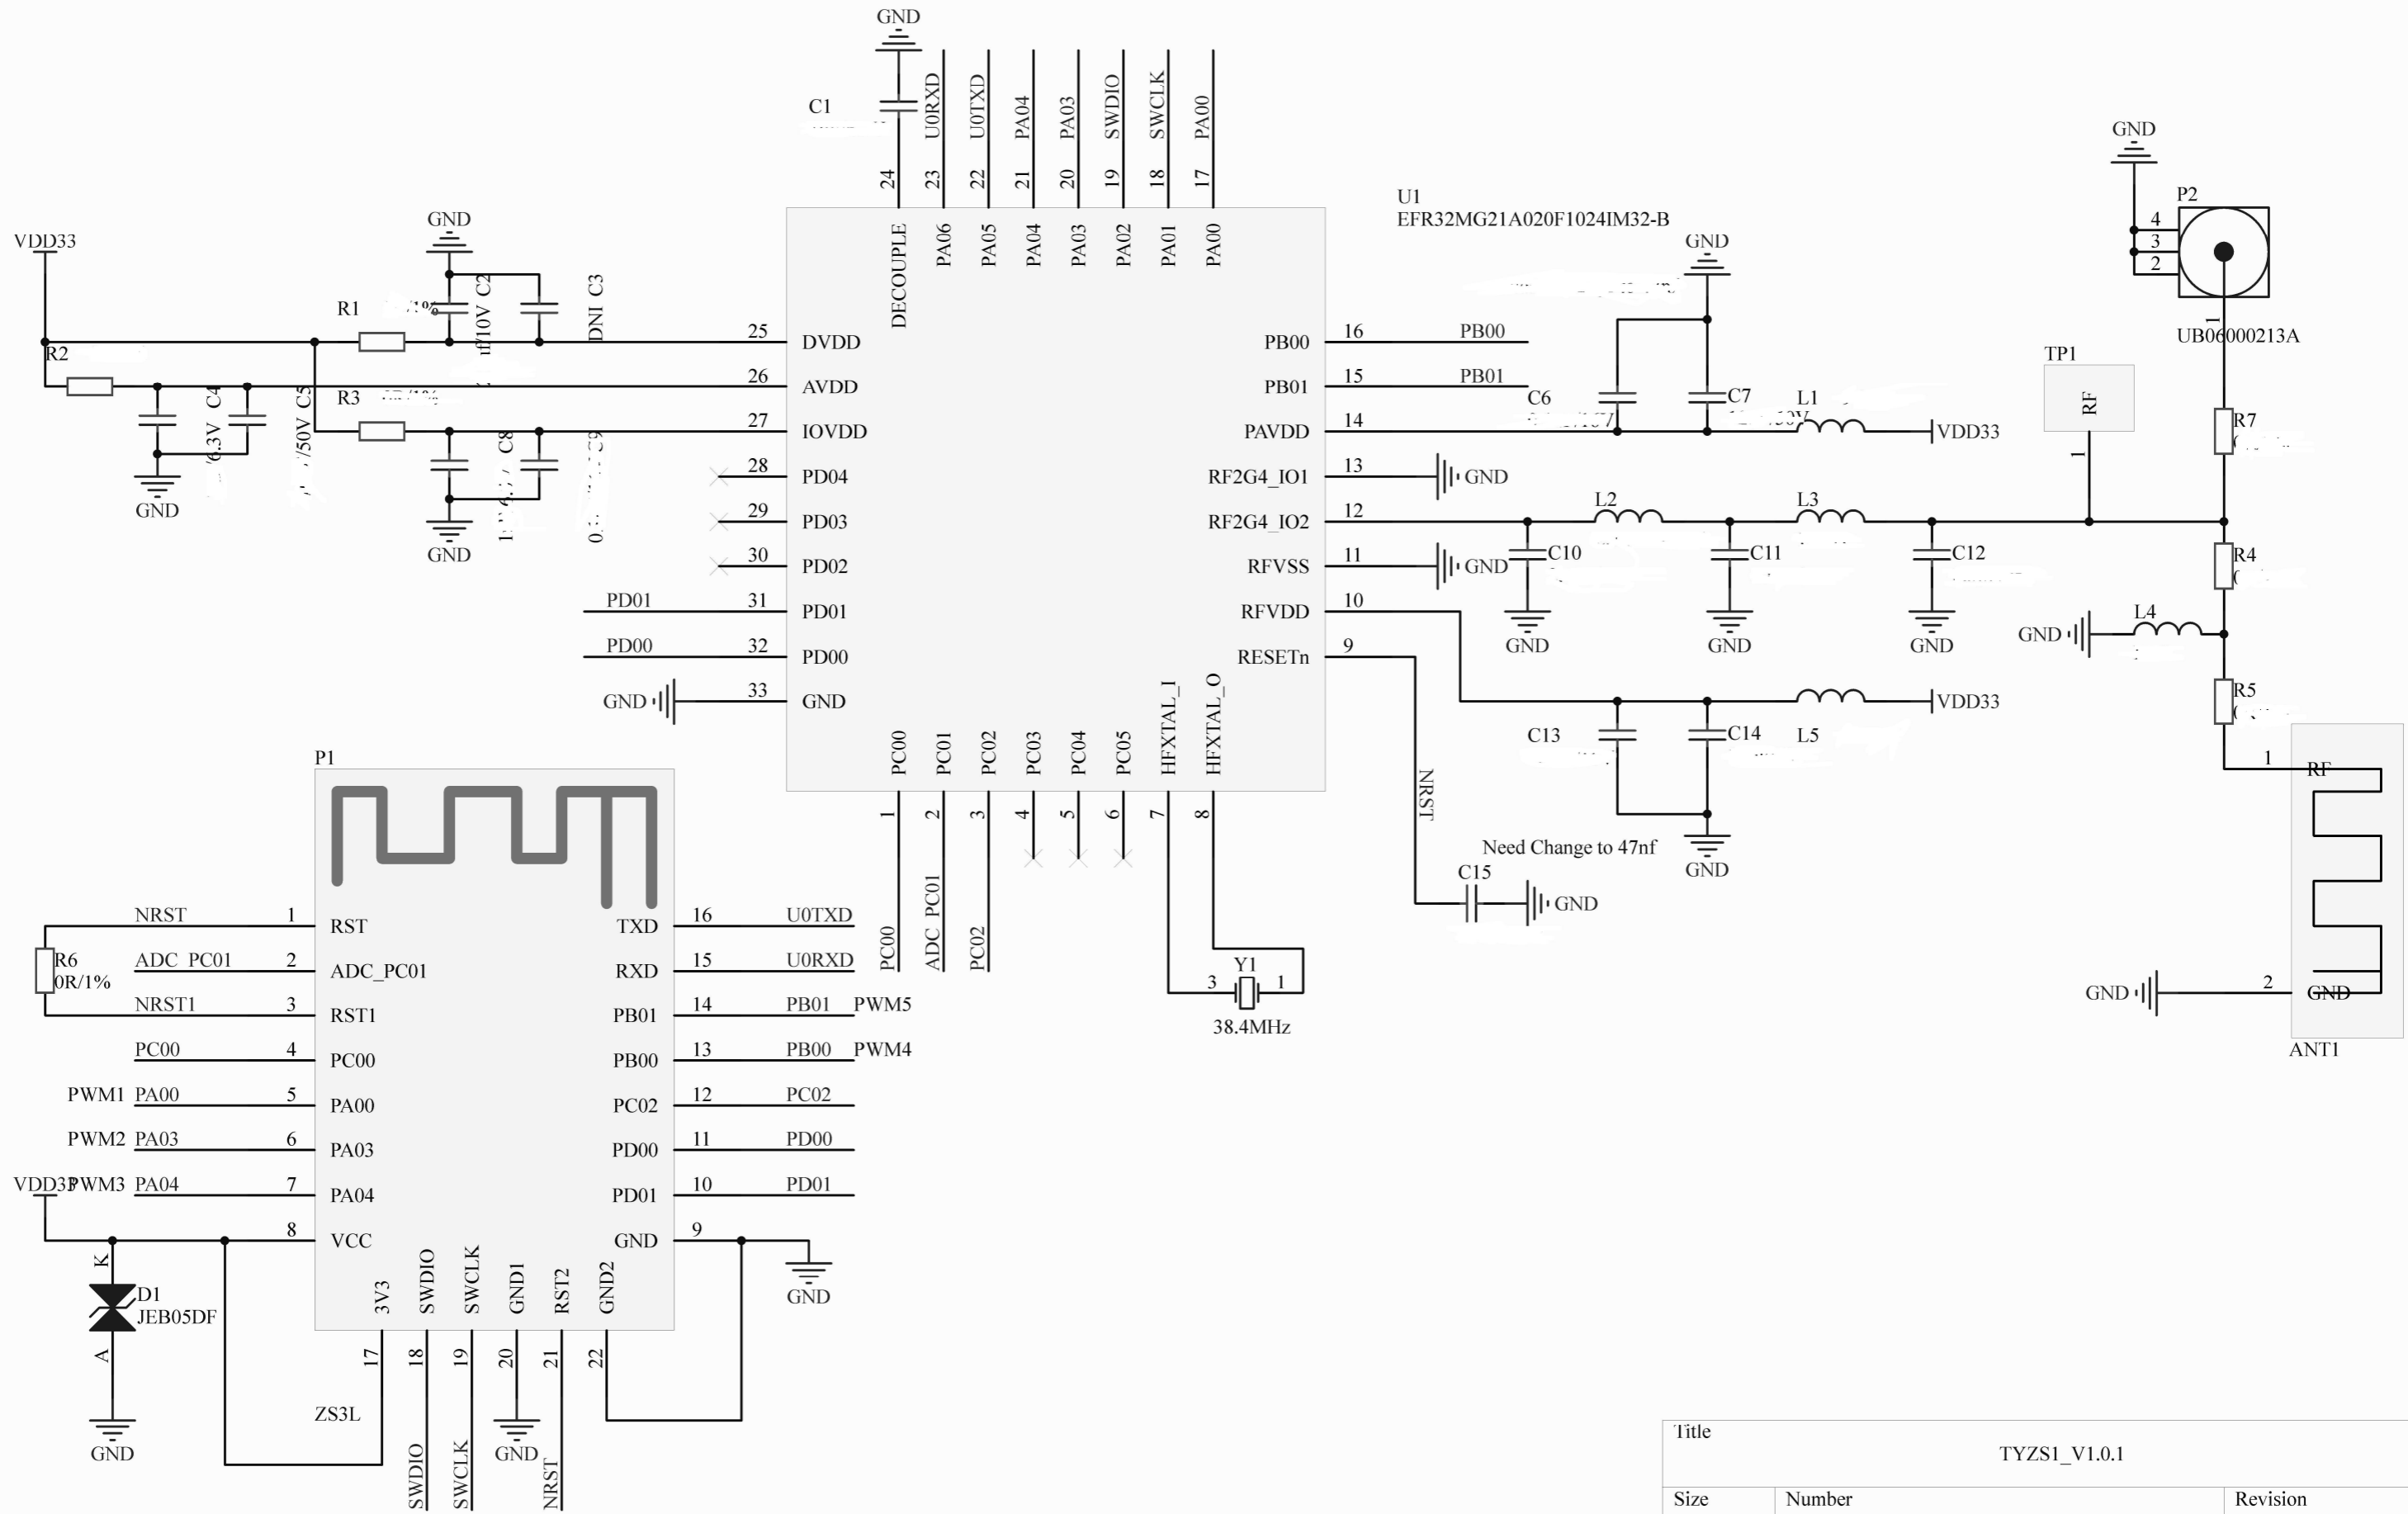 GND
C1
U0RXD
U0TXD
PA04
PA03
SWDIO
SWCLK
PA00
24
23
22
21
20
19
18
17
DECOUPLE
PA06
PA05
PA04
PA03
PA02
PA01
PA00
U1
EFR32MG21A020F1024IM32-B
GND
P2
4
3
2
1
UB06000213A
VDD33
GND
R1
C2
/10V
DNI C3
R2
C4
/6.3V
C5
/50V
GND
R3
C8
C9
GND
25 DVDD
26 AVDD
27 IOVDD
28 PD04
29 PD03
30 PD02
PD01 31 PD01
PD00 32 PD00
GND 33 GND
PB00 16 PB00
PB01 15 PB01
PAVDD 14
RF2G4_IO1 13 GND
RF2G4_IO2 12
RFVSS 11 GND
RFVDD 10
RESETn 9
GND
C6
C7
L1
VDD33
TP1
RF
1
R7
L2
L3
C10
C11
C12
GND
GND
GND
R4
L4
GND
R5
C13
C14
L5
VDD33
GND
NRST
Need Change to 47nf
C15
GND
PC00
PC01
PC02
PC03
PC04
PC05
HFXTAL_I
HFXTAL_O
1
2
3
4
5
6
7
8
PC00
ADC_PC01
PC02
Y1
3
1
38.4MHz
1
RF
2
GND
GND
ANT1
P1
NRST 1 RST
ADC_PC01 2 ADC_PC01
NRST1 3 RST1
PC00 4 PC00
PWM1 PA00 5 PA00
PWM2 PA03 6 PA03
PWM3 PA04 7 PA04
VDD33
8 VCC
R6
0R/1%
TXD 16 U0TXD
RXD 15 U0RXD
PB01 14 PB01 PWM5
PB00 13 PB00 PWM4
PC02 12 PC02
PD00 11 PD00
PD01 10 PD01
GND 9
GND
K
D1
JEB05DF
A
GND
3V3
SWDIO
SWCLK
GND1
RST2
GND2
17
18
19
20
21
22
ZS3L
SWDIO
SWCLK
GND
NRST
Title
TYZS1_V1.0.1
Size
Number
Revision